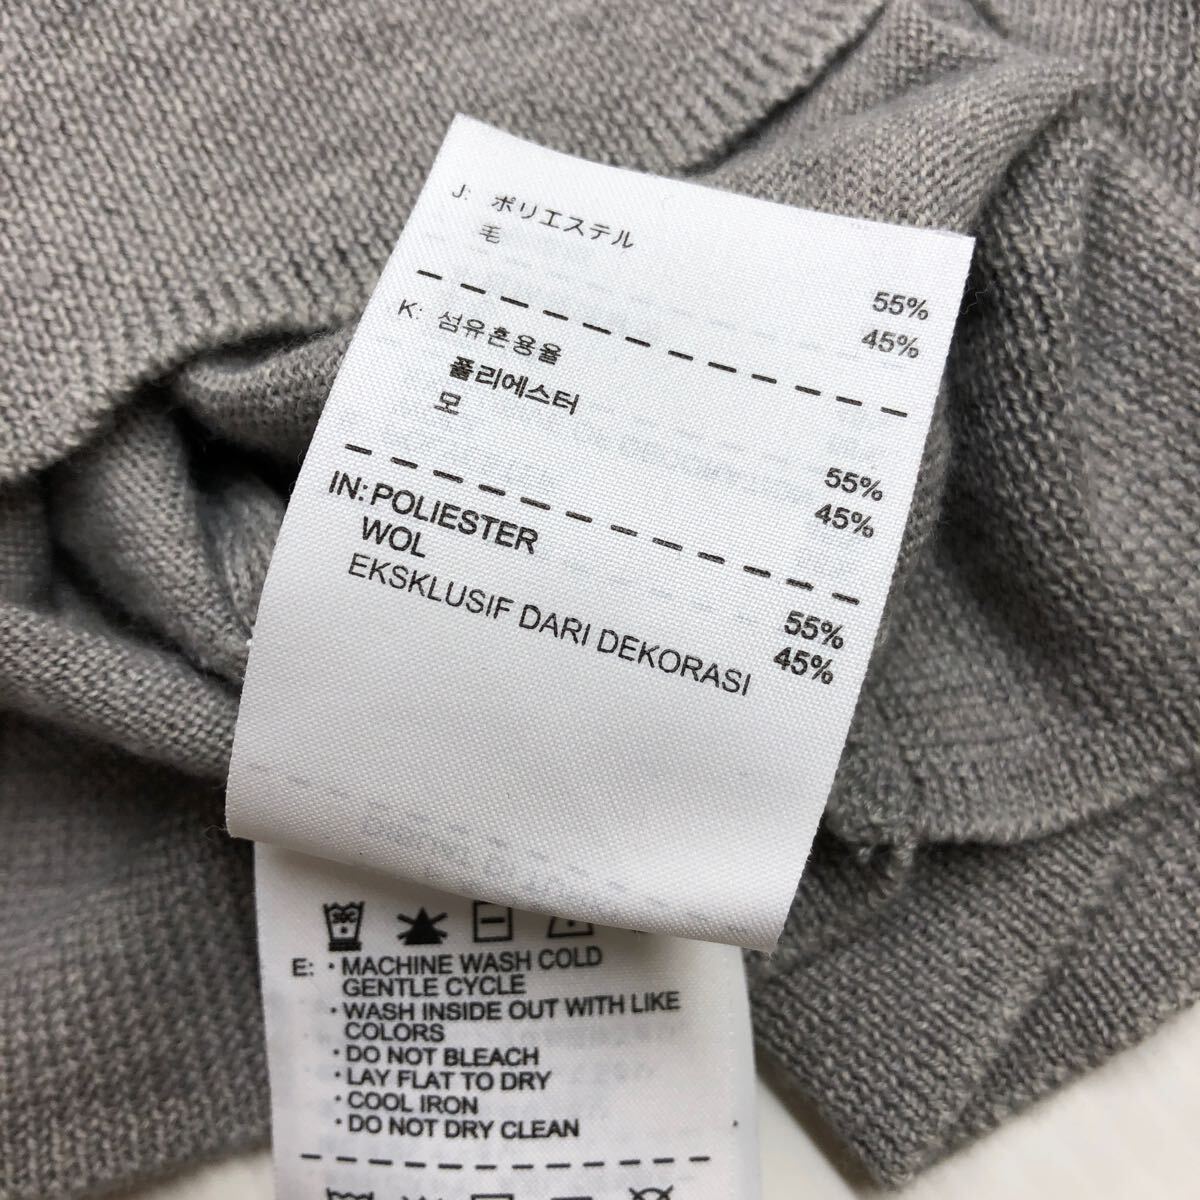 J: ポリエステル 55%
毛 45%
K: 섬유혼용율
폴리에스터 55%
모 45%
IN: POLIESTER 55%
WOL 45%
EKSKLUSIF DARI DEKORASI
E: · MACHINE WASH COLD
GENTLE CYCLE
· WASH INSIDE OUT WITH LIKE
COLORS
· DO NOT BLEACH
· LAY FLAT TO DRY
· COOL IRON
· DO NOT DRY CLEAN